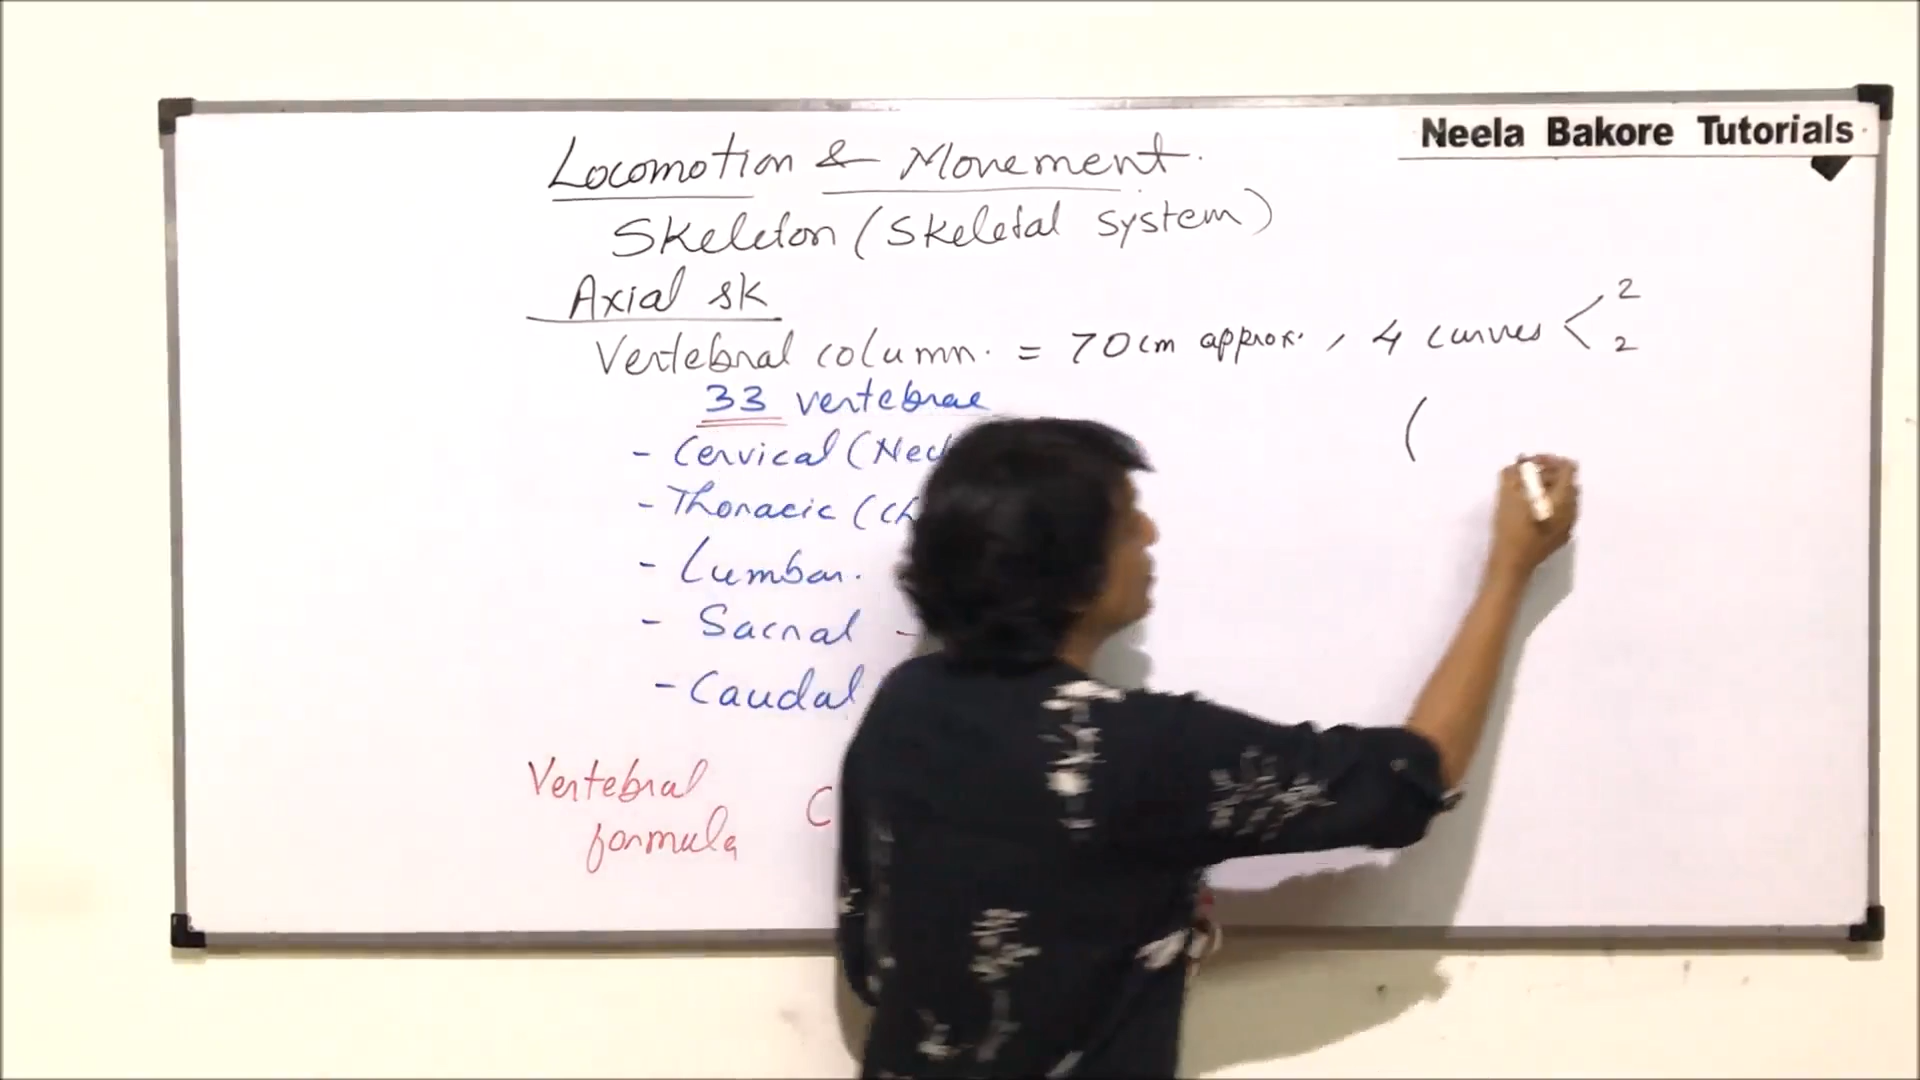 Neela Bakore Tutorials
Locomotion & Movement.
Skeleton (Skeletal system)
Axial sk
Vertebral column. = 70cm approx. , 4 curves < 2 2
33 vertebrae
- Cervical (Nec
- Thoracic (ch
- Lumbar.
- Sacral -
- Caudal
Vertebral formula C
(